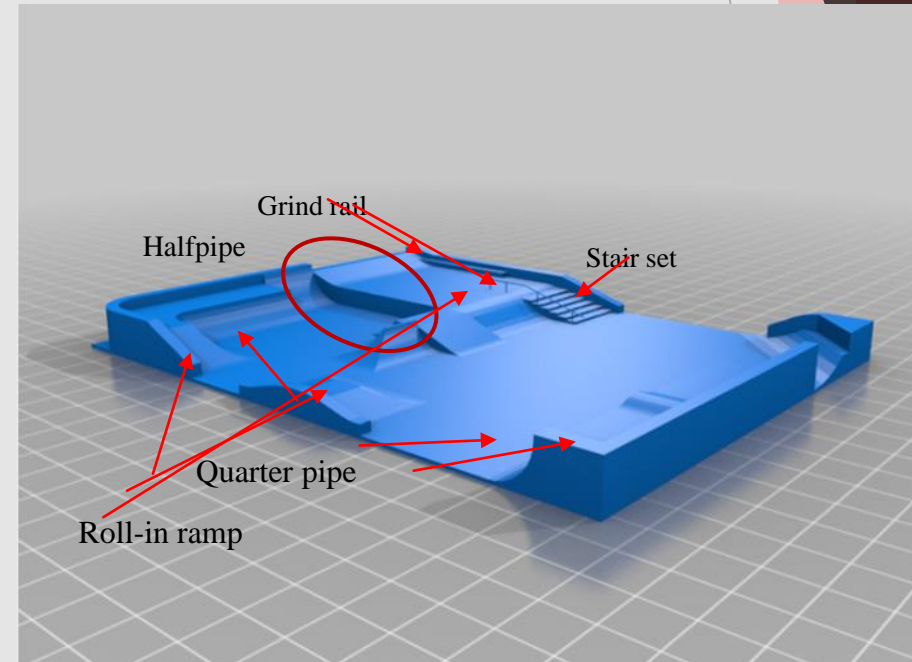 Grind rail
Halfpipe
Stair set
Quarter pipe
Roll-in ramp